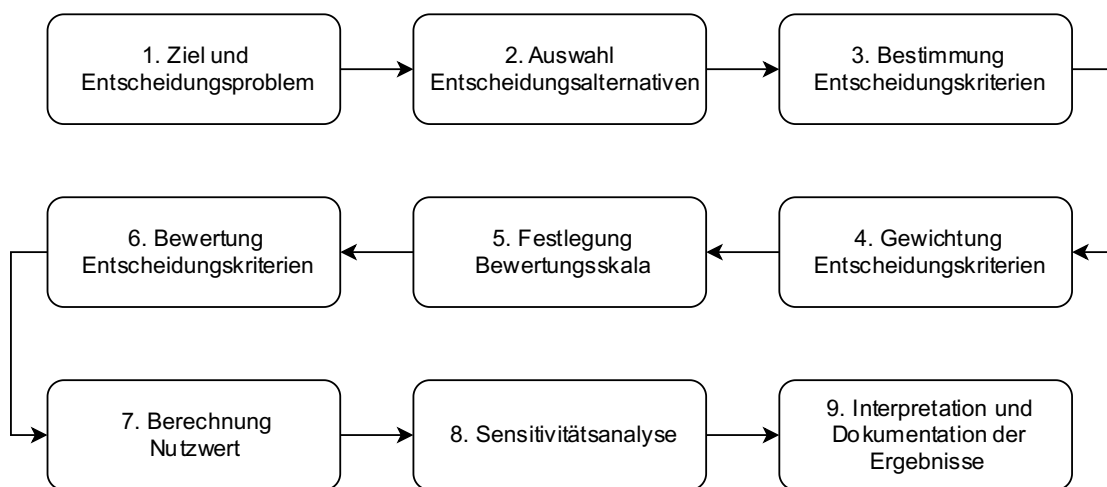 1. Ziel und
Entscheidungsproblem
2. Auswahl
Entscheidungsalternativen
3. Bestimmung
Entscheidungskriterien
4. Gewichtung
Entscheidungskriterien
5. Festlegung
Bewertungsskala
6. Bewertung
Entscheidungskriterien
7. Berechnung
Nutzwert
8. Sensitivitätsanalyse
9. Interpretation und
Dokumentation der
Ergebnisse